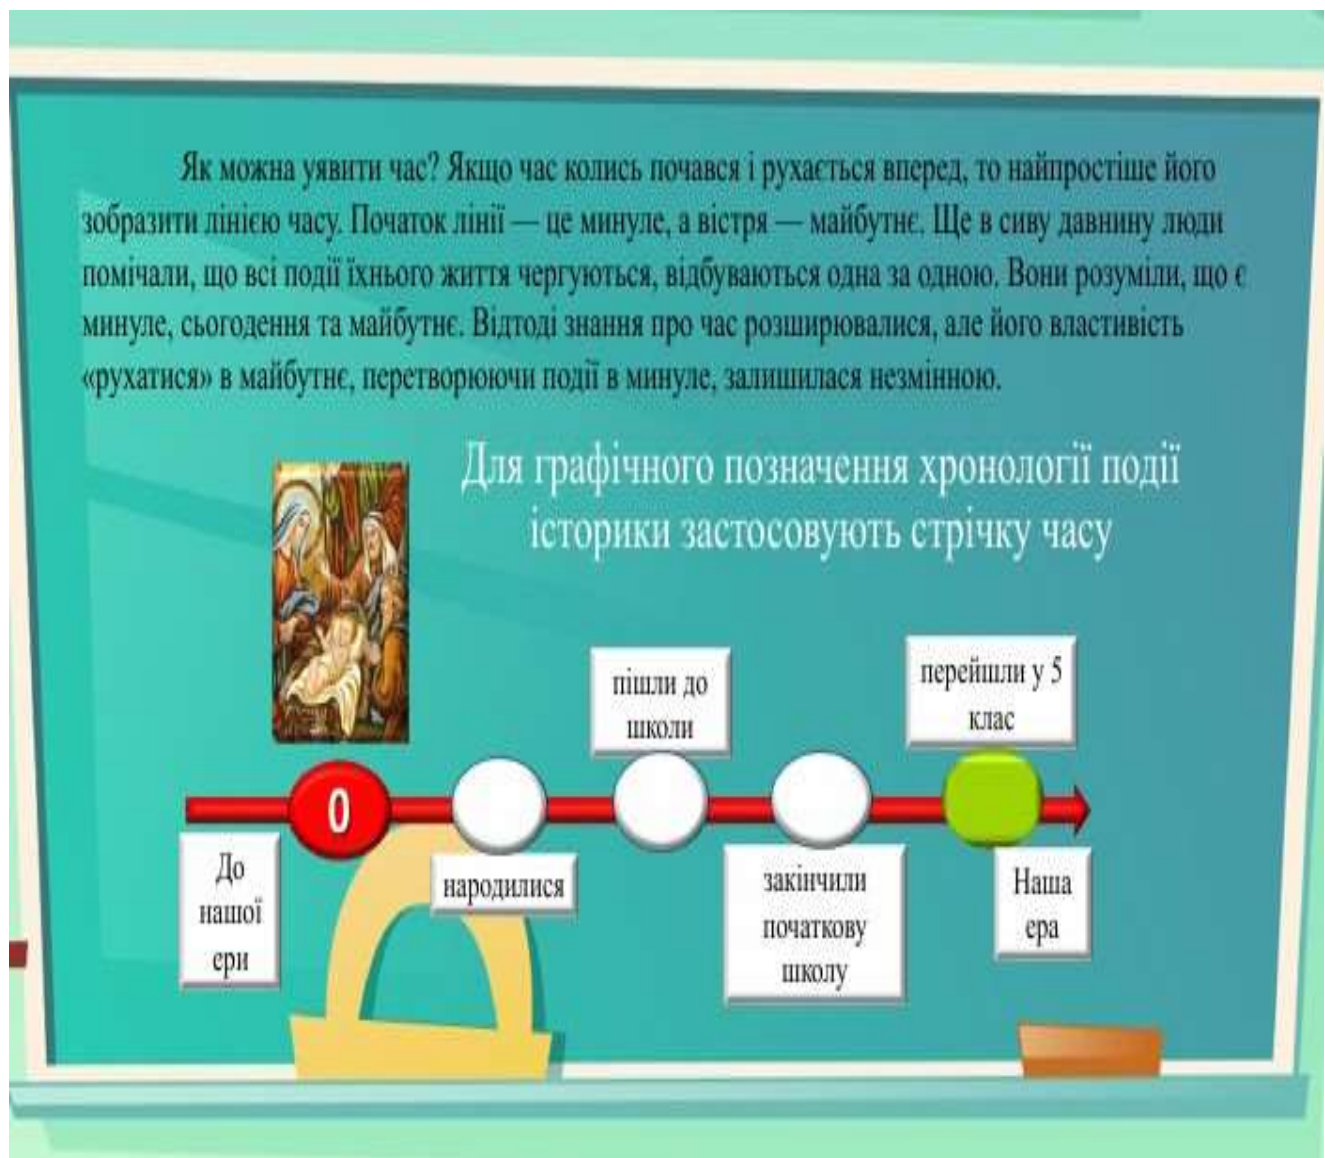 Як можна уявити час? Якщо час колись почався і рухається вперед, то найпростіше його
зобразити лінією часу. Початок лінії — це минуле, а вістря — майбутнє. Ще в сиву давнину люди
помічали, що всі події їхнього життя чергуються, відбуваються одна за одною. Вони розуміли, що є
минуле, сьогодення та майбутнє. Відтоді знання про час розширювалися, але його властивість
«рухатися» в майбутнє, перетворюючи події в минуле, залишилася незмінною.
Для графічного позначення хронології події
історики застосовують стрічку часу
пішли до
школи
перейшли у 5
клас
0
До
нашої
ери
народилися
закінчили
початкову
школу
Наша
ера